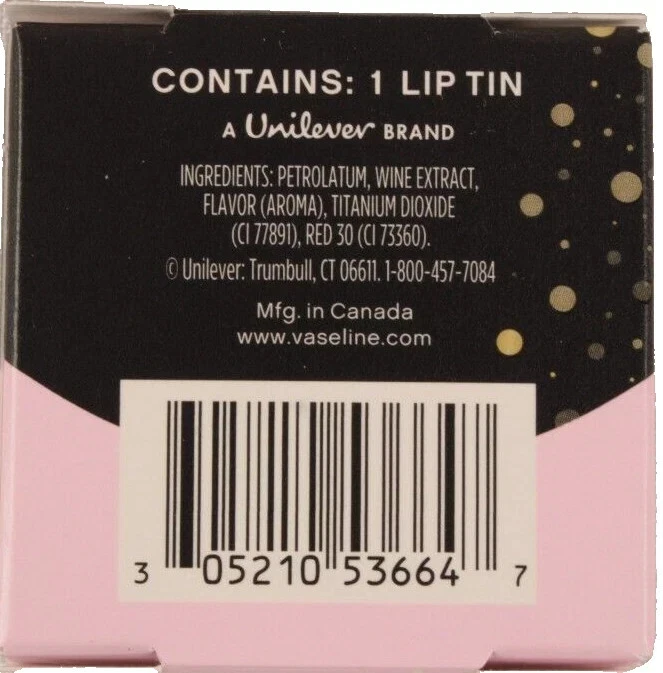 CONTAINS: 1 LIP TIN
A Unilever BRAND
INGREDIENTS: PETROLATUM, WINE EXTRACT,
FLAVOR (AROMA), TITANIUM DIOXIDE
(CI 77891), RED 30 (CI 73360).
© Unilever: Trumbull, CT 06611. 1-800-457-7084
Mfg. in Canada
www.vaseline.com
3 05210 53664 7